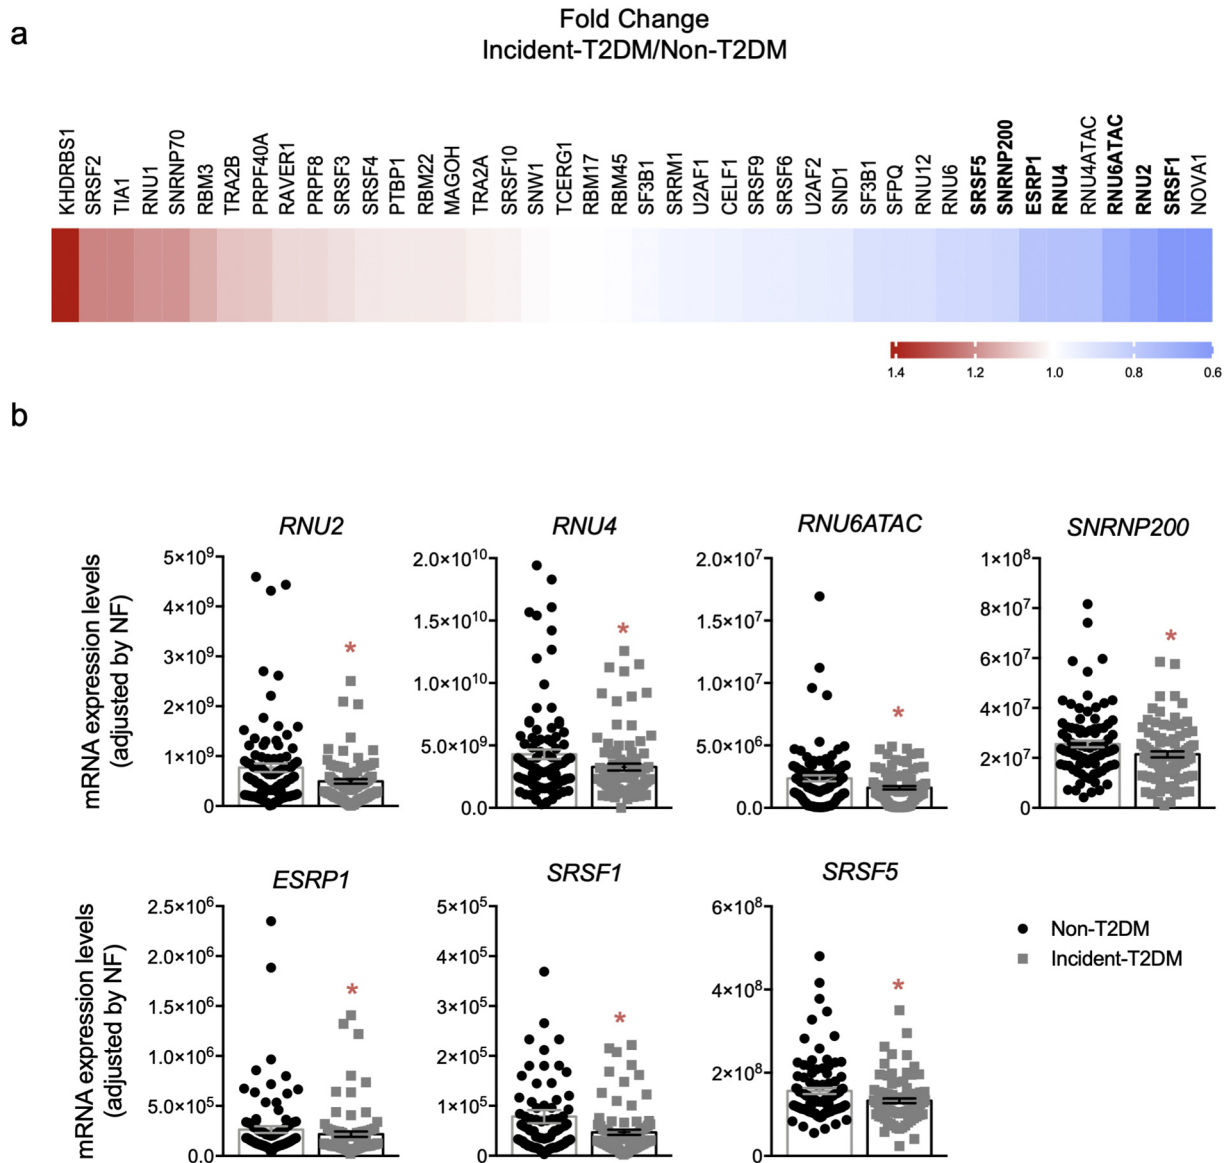 a
Fold Change
Incident-T2DM/Non-T2DM
KHDRBS1
SRSF2
TIA1
RNU1
SNRNP70
RBM3
TRA2B
PRPF40A
RAVER1
PRPF8
SRSF3
SRSF4
PTBP1
RBM22
MAGOH
TRA2A
SRSF10
SNW1
TCERG1
RBM17
RBM45
SF3B1
SRRM1
U2AF1
CELF1
SRSF9
SRSF6
U2AF2
SND1
SF3B1
SFPQ
RNU12
RNU6
SRSF5
SNRNP200
ESRP1
RNU4
RNU4ATAC
RNU6ATAC
RNU2
SRSF1
NOVA1
1.4 1.2 1.0 0.8 0.6
b
mRNA expression levels
(adjusted by NF)
RNU2
5×10⁹
4×10⁹
3×10⁹
2×10⁹
1×10⁹
0
*
RNU4
2.0×10¹⁰
1.5×10¹⁰
1.0×10¹⁰
5.0×10⁹
0.0
*
RNU6ATAC
2.0×10⁷
1.5×10⁷
1.0×10⁷
5.0×10⁶
0.0
*
SNRNP200
1×10⁸
8×10⁷
6×10⁷
4×10⁷
2×10⁷
0
*
mRNA expression levels
(adjusted by NF)
ESRP1
2.5×10⁶
2.0×10⁶
1.5×10⁶
1.0×10⁶
5.0×10⁵
0.0
*
SRSF1
5×10⁵
4×10⁵
3×10⁵
2×10⁵
1×10⁵
0
*
SRSF5
6×10⁸
4×10⁸
2×10⁸
0
*
Non-T2DM
Incident-T2DM